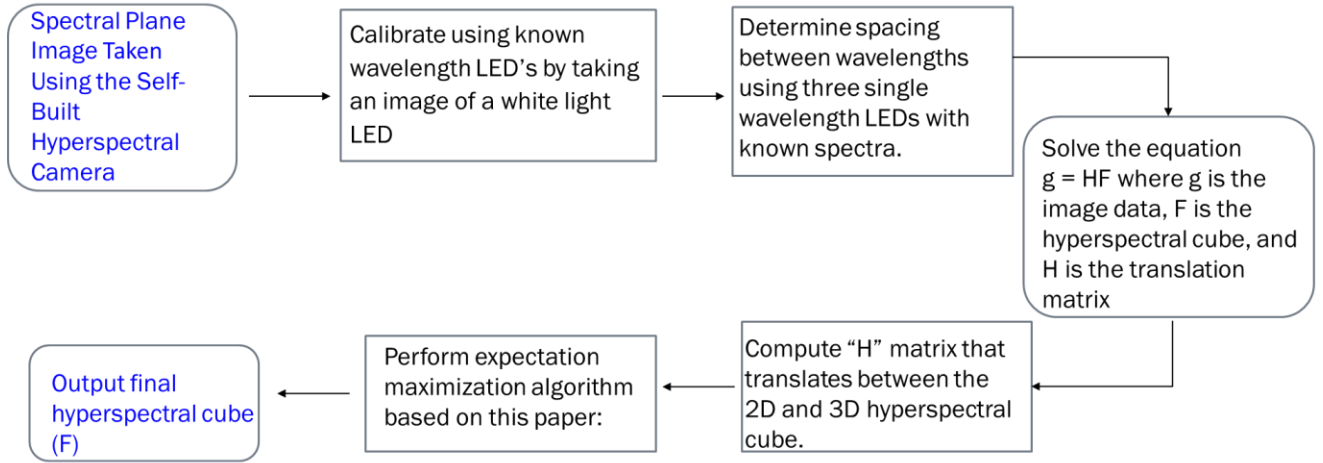 Spectral Plane
Image Taken
Using the Self-
Built
Hyperspectral
Camera
Calibrate using known
wavelength LED's by taking
an image of a white light
LED
Determine spacing
between wavelengths
using three single
wavelength LEDs with
known spectra.
Solve the equation
g = HF where g is the
image data, F is the
hyperspectral cube, and
H is the translation
matrix
Compute “H” matrix that
translates between the
2D and 3D hyperspectral
cube.
Perform expectation
maximization algorithm
based on this paper:
Output final
hyperspectral cube
(F)